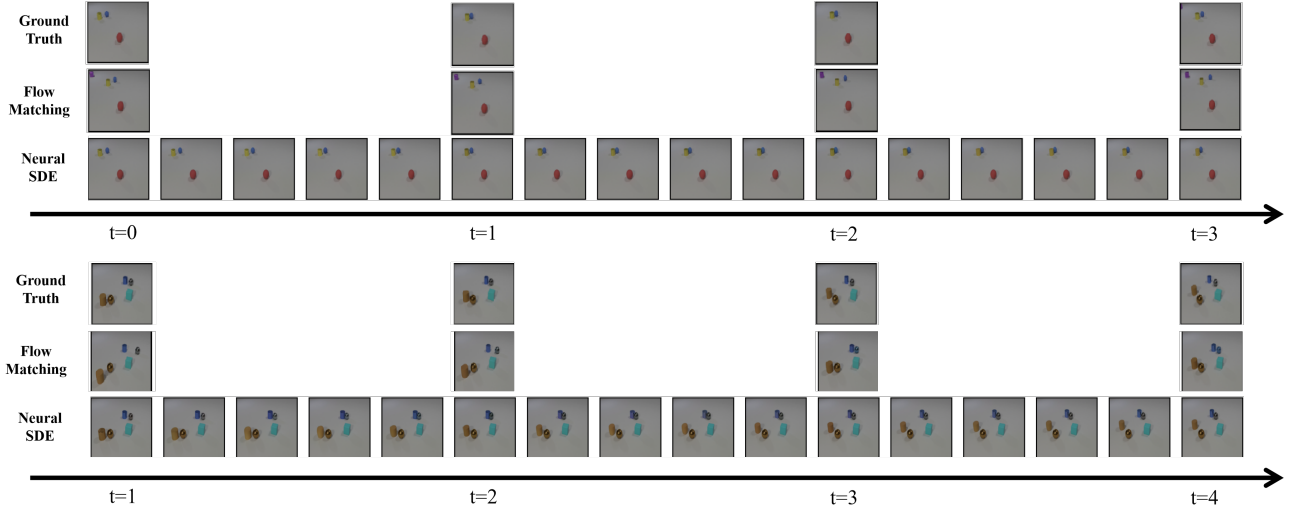 Ground
Truth
Flow
Matching
Neural
SDE
t=0 t=1 t=2 t=3
Ground
Truth
Flow
Matching
Neural
SDE
t=1 t=2 t=3 t=4